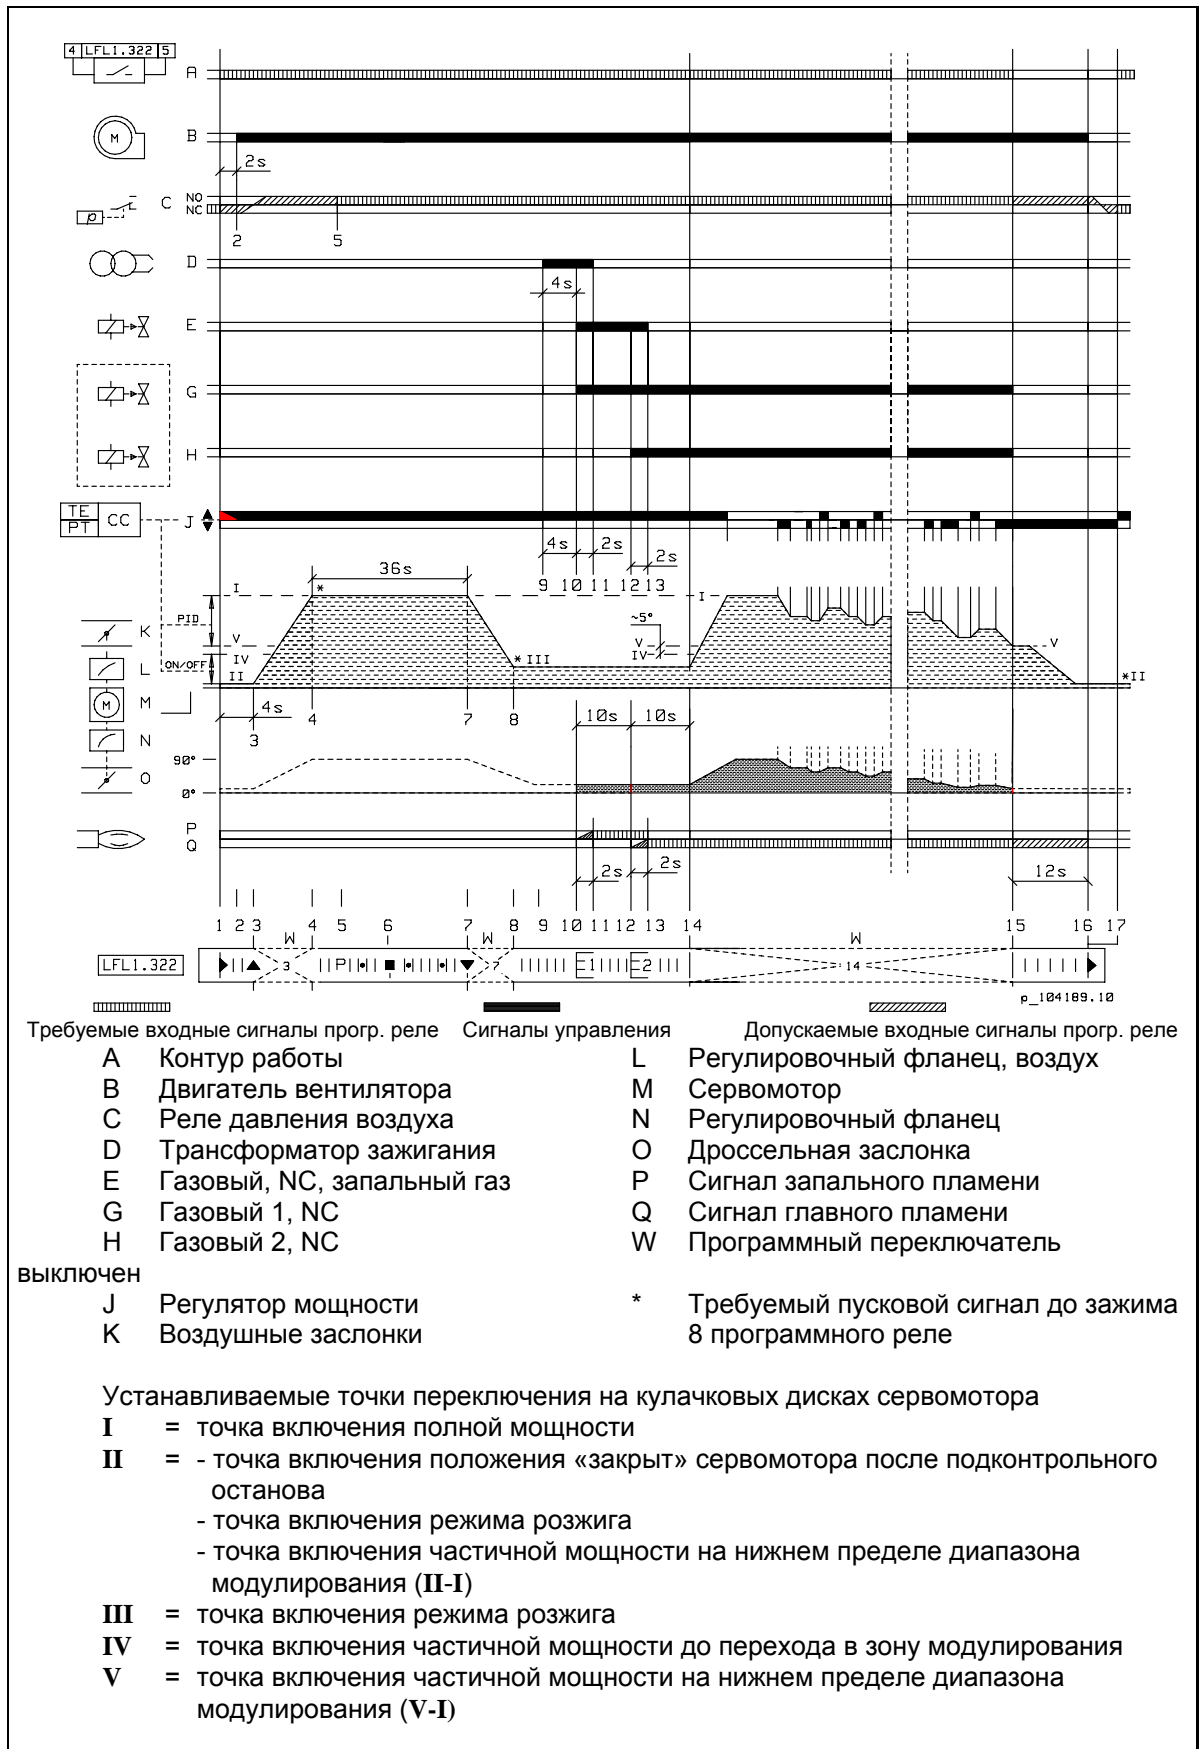 4 LFL1.322 5
A
M B
2s
C NO
NC
p
2 5
D
4s
E
G
H
TE
PT CC J
4s 2s 2s
9 10 11 12 13
36s
I * I
PID
~5°
K V V V
IV IV
L ON/OFF * III
II *II
M M
4s
3 4 7 8
10s 10s
N
90°
O
0°
P
Q
2s 2s 12s
1 2 3 4 5 6 7 8 9 10 11 12 13 14 15 16 17
W W W
LFL1.322 3 P 7 E1 E2 14
p_104189.10
Требуемые входные сигналы прогр. реле Сигналы управления Допускаемые входные сигналы прогр. реле
A Контур работы L Регулировочный фланец, воздух
B Двигатель вентилятора M Сервомотор
C Реле давления воздуха N Регулировочный фланец
D Трансформатор зажигания O Дроссельная заслонка
E Газовый, NC, запальный газ P Сигнал запального пламени
G Газовый 1, NC Q Сигнал главного пламени
H Газовый 2, NC W Программный переключатель
выключен
J Регулятор мощности * Требуемый пусковой сигнал до зажима
K Воздушные заслонки 8 программного реле
Устанавливаемые точки переключения на кулачковых дисках сервомотора
I = точка включения полной мощности
II = - точка включения положения «закрыт» сервомотора после подконтрольного
останова
- точка включения режима розжига
- точка включения частичной мощности на нижнем пределе диапазона
модулирования (II-I)
III = точка включения режима розжига
IV = точка включения частичной мощности до перехода в зону модулирования
V = точка включения частичной мощности на нижнем пределе диапазона
модулирования (V-I)